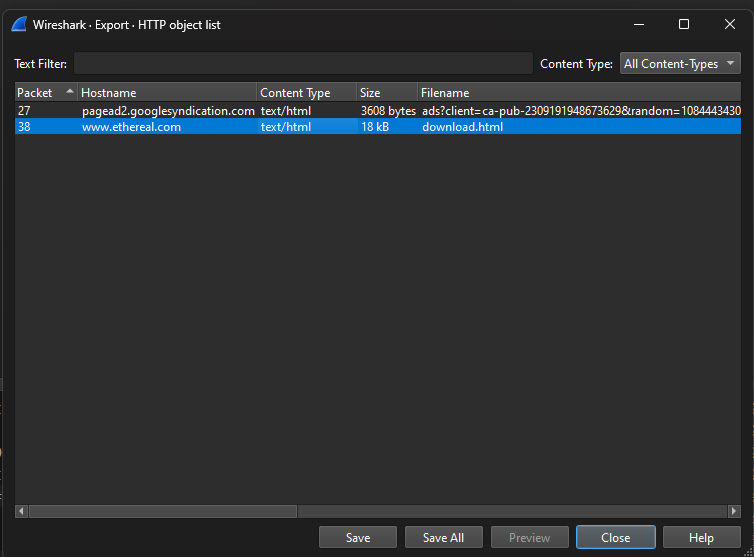 Wireshark · Export · HTTP object list
Text Filter: Content Type: All Content-Types
Packet Hostname Content Type Size Filename
27 pagead2.googlesyndication.com text/html 3608 bytes ads?client=ca-pub-2309191948673629&random=1084443430
38 www.ethereal.com text/html 18 kB download.html
Save Save All Preview Close Help